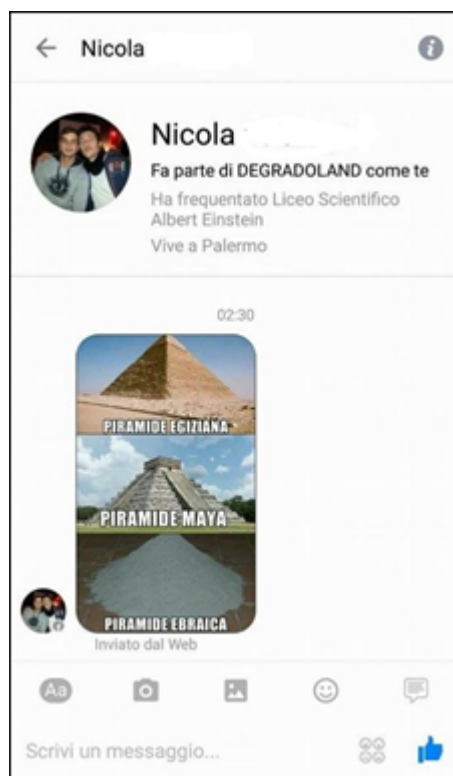 Nicola
Nicola
Fa parte di DEGRADOLAND come te
Ha frequentato Liceo Scientifico
Albert Einstein
Vive a Palermo
02:30
PIRAMIDE EGIZIANA
PIRAMIDE MAYA
PIRAMIDE EBRAICA
Inviato dal Web
Aa
Scrivi un messaggio...